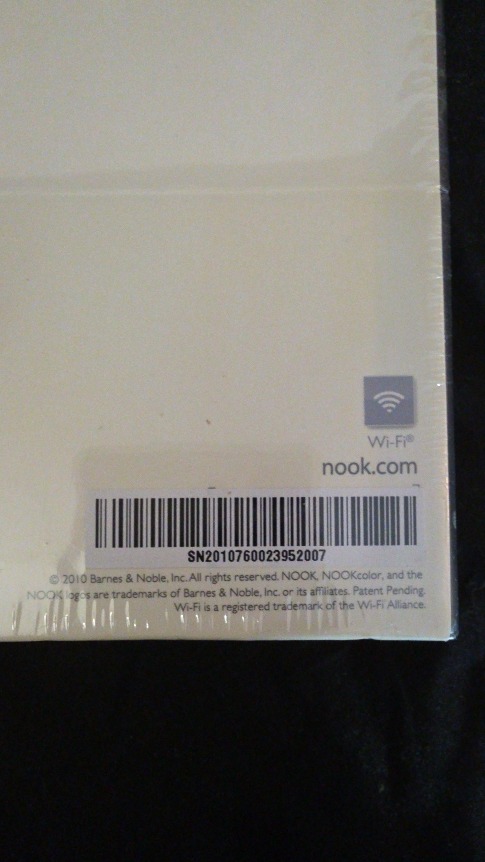 Wi-Fi®
nook.com
SN2010760023952007
© 2010 Barnes & Noble, Inc. All rights reserved. NOOK, NOOKcolor, and the
NOOK logos are trademarks of Barnes & Noble, Inc. or its affiliates. Patent Pending.
Wi-Fi is a registered trademark of the Wi-Fi Alliance.